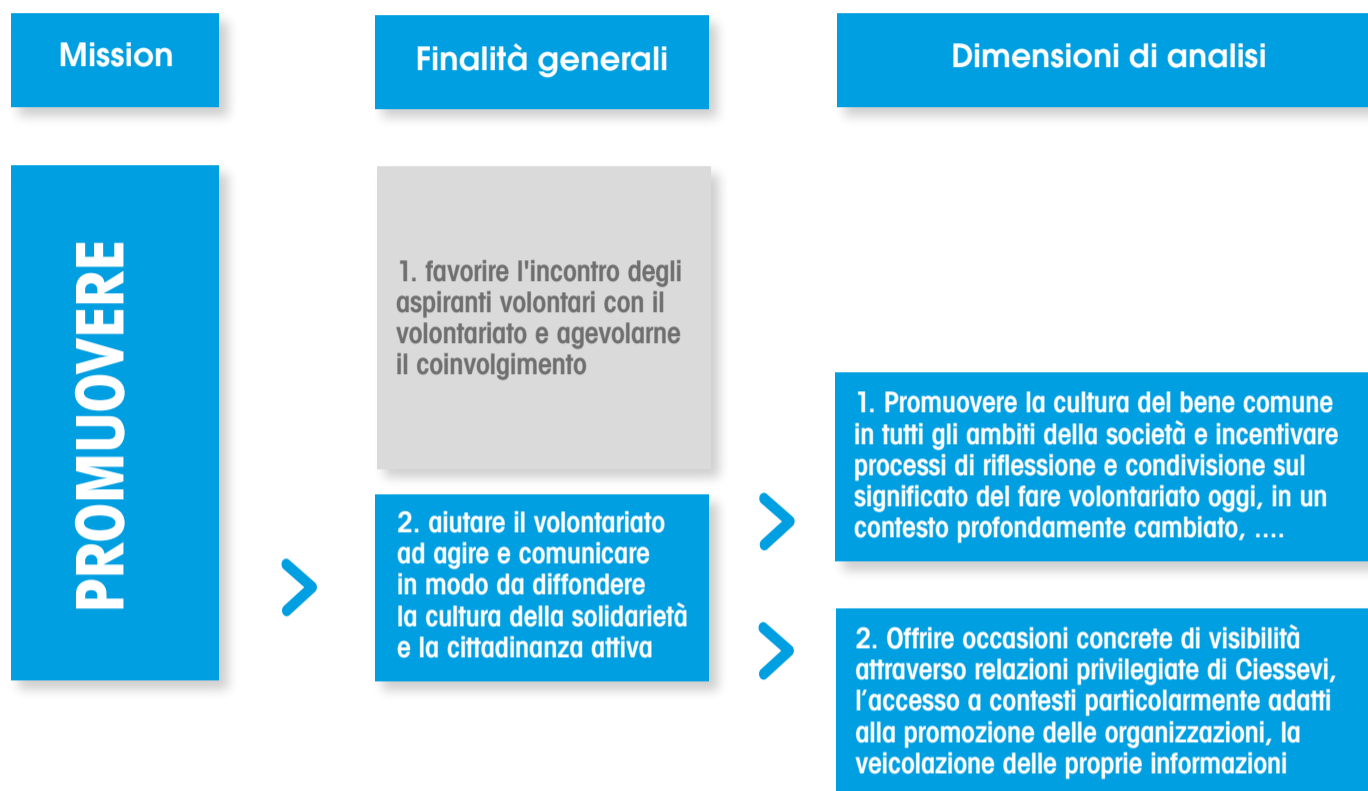 Mission
Finalità generali
Dimensioni di analisi
PROMUOVERE
1. favorire l'incontro degli
aspiranti volontari con il
volontariato e agevolarne
il coinvolgimento
2. aiutare il volontariato
ad agire e comunicare
in modo da diffondere
la cultura della solidarietà
e la cittadinanza attiva
1. Promuovere la cultura del bene comune
in tutti gli ambiti della società e incentivare
processi di riflessione e condivisione sul
significato del fare volontariato oggi, in un
contesto profondamente cambiato, ....
2. Offrire occasioni concrete di visibilità
attraverso relazioni privilegiate di Ciessevi,
l’accesso a contesti particolarmente adatti
alla promozione delle organizzazioni, la
veicolazione delle proprie informazioni